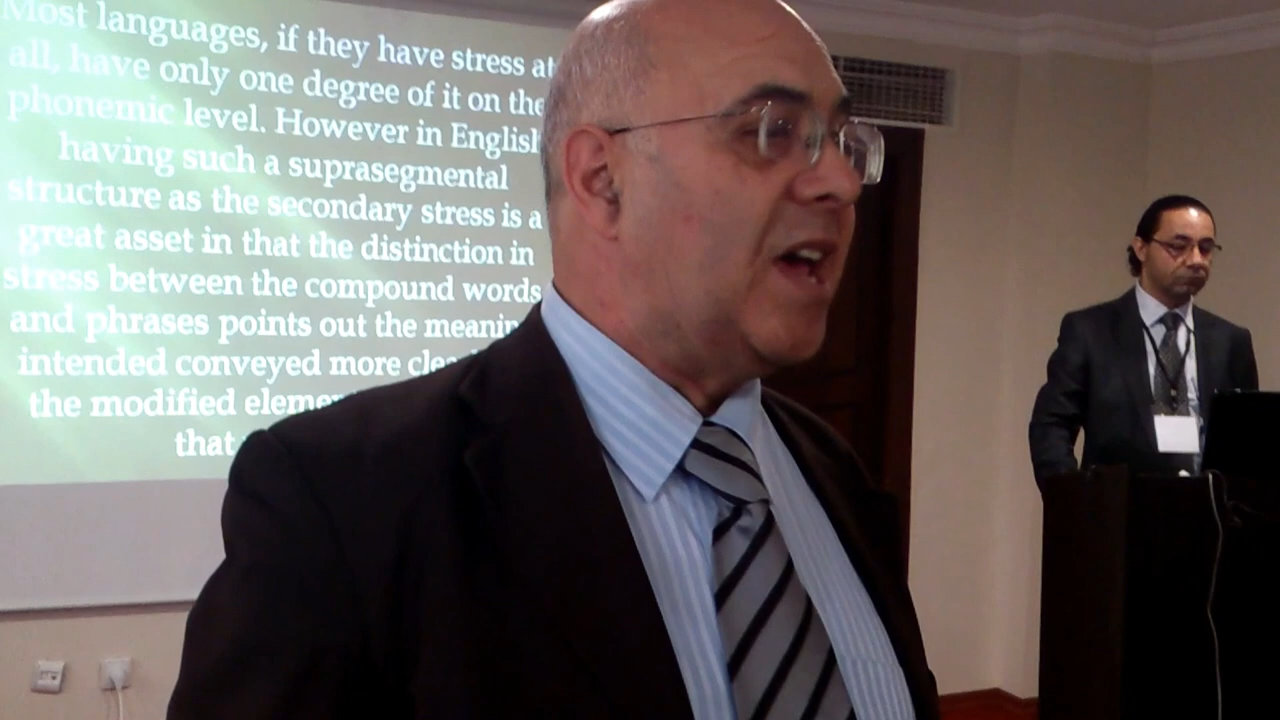 Most languages, if they have stress at
all, have only one degree of it on the
phonemic level. However in English
having such a suprasegmental
structure as the secondary stress is a
great asset in that the distinction in
stress between the compound words
and phrases points out the meaning
intended conveyed more
the modified
that